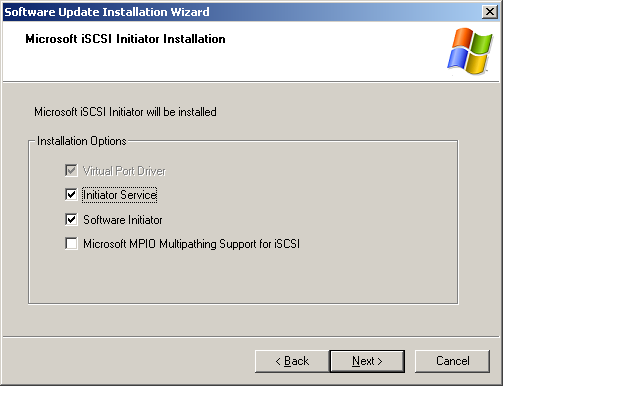 Software Update Installation Wizard
Microsoft iSCSI Initiator Installation
Microsoft iSCSI Initiator will be installed
Installation Options
Virtual Port Driver
Initiator Service
Software Initiator
Microsoft MPIO Multipathing Support for iSCSI
< Back
Next >
Cancel